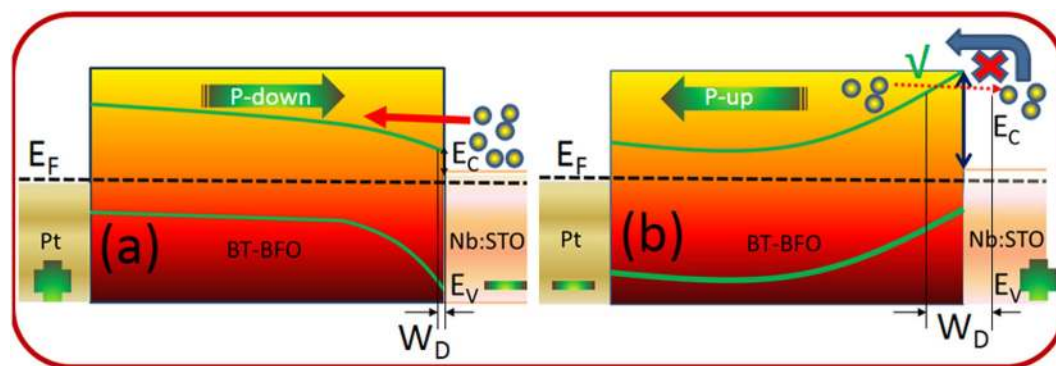 P-down
E_C
E_F
Pt
(a)
BT-BFO
Nb:STO
E_V
W_D
√
P-up
E_C
E_F
Pt
(b)
BT-BFO
Nb:STO
E_V
W_D